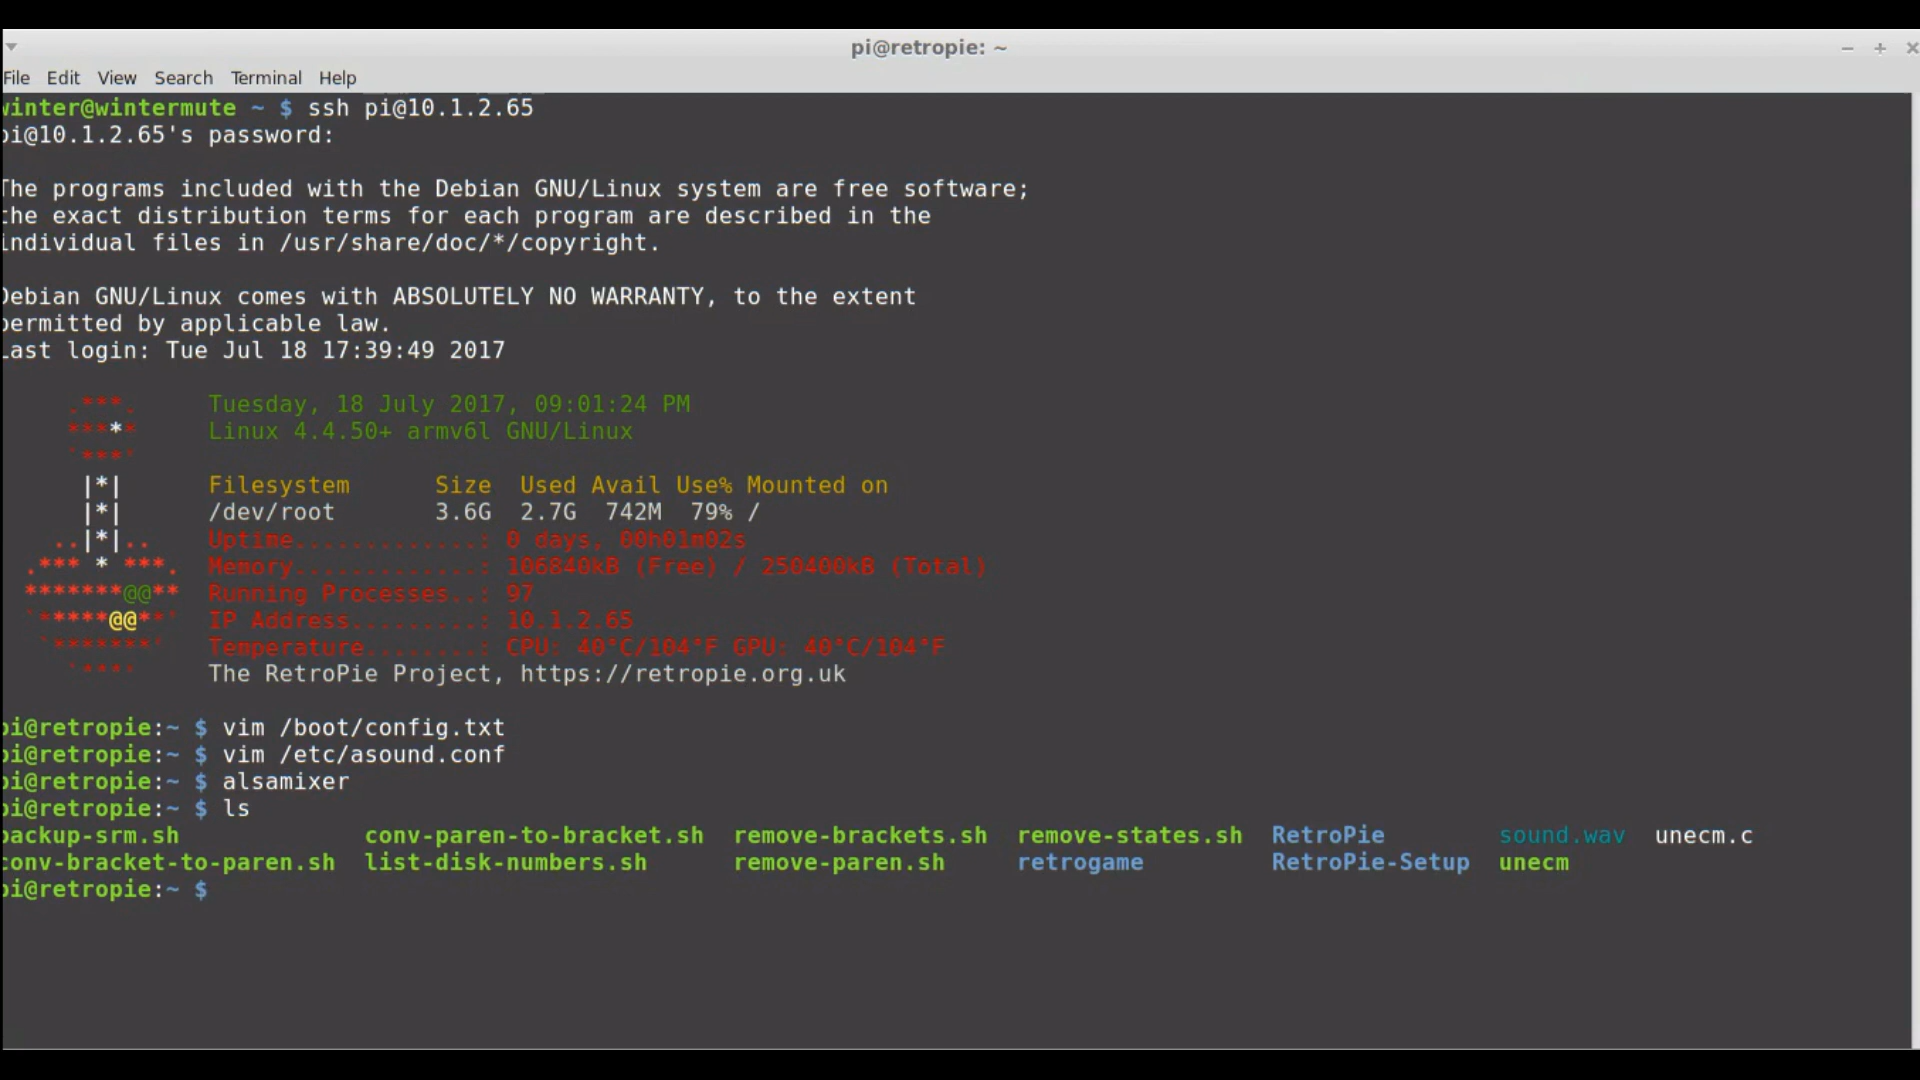 pi@retropie: ~
File Edit View Search Terminal Help
winter@wintermute ~ $ ssh pi@10.1.2.65
pi@10.1.2.65's password:
The programs included with the Debian GNU/Linux system are free software;
the exact distribution terms for each program are described in the
individual files in /usr/share/doc/*/copyright.
Debian GNU/Linux comes with ABSOLUTELY NO WARRANTY, to the extent
permitted by applicable law.
Last login: Tue Jul 18 17:39:49 2017
.***. Tuesday, 18 July 2017, 09:01:24 PM
***** Linux 4.4.50+ armv6l GNU/Linux
`***'
|*| Filesystem Size Used Avail Use% Mounted on
|*| /dev/root 3.6G 2.7G 742M 79% /
..|*|.. Uptime.............: 0 days, 00h01m02s
.*** * ***. Memory.............: 106840kB (Free) / 250400kB (Total)
*******@@** Running Processes..: 97
`*****@@**' IP Address.........: 10.1.2.65
`*******' Temperature........: CPU: 40°C/104°F GPU: 40°C/104°F
`****' The RetroPie Project, https://retropie.org.uk
pi@retropie:~ $ vim /boot/config.txt
pi@retropie:~ $ vim /etc/asound.conf
pi@retropie:~ $ alsamixer
pi@retropie:~ $ ls
backup-srm.sh conv-paren-to-bracket.sh remove-brackets.sh remove-states.sh RetroPie sound.wav unecm.c
conv-bracket-to-paren.sh list-disk-numbers.sh remove-paren.sh retrogame RetroPie-Setup unecm
pi@retropie:~ $